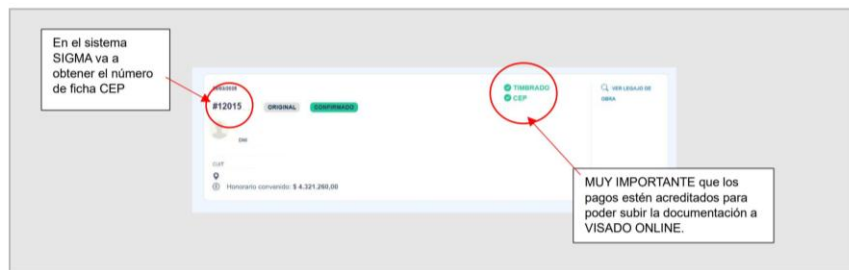 En el sistema
SIGMA va a
obtener el número
de ficha CEP
#12015
ORIGINAL
CONFIRMADO
CUIT
Honorario convenido: $ 4.321.260,00
TIMBRADO
CEP
VER LEGAJO DE
OBRA
MUY IMPORTANTE que los
pagos estén acreditados para
poder subir la documentación a
VISADO ONLINE.